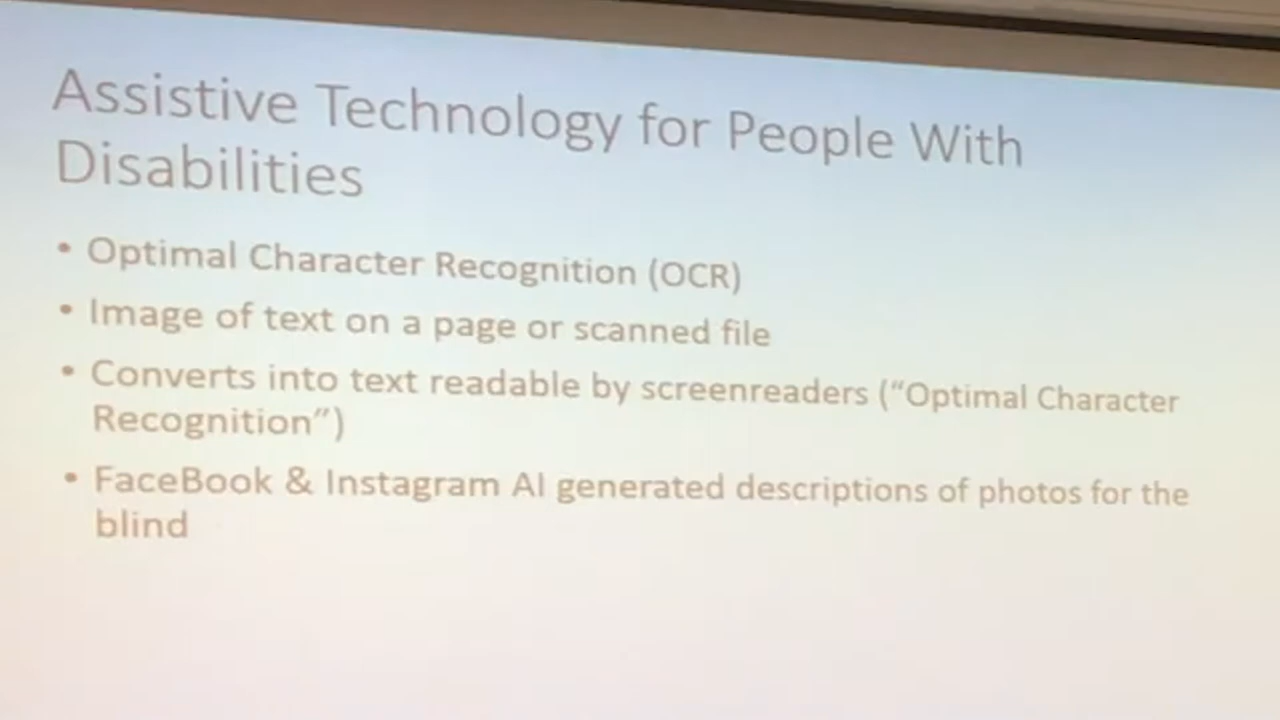 Assistive Technology for People With
Disabilities
• Optimal Character Recognition (OCR)
• Image of text on a page or scanned file
• Converts into text readable by screenreaders (“Optimal Character
Recognition”)
• FaceBook & Instagram AI generated descriptions of photos for the
blind